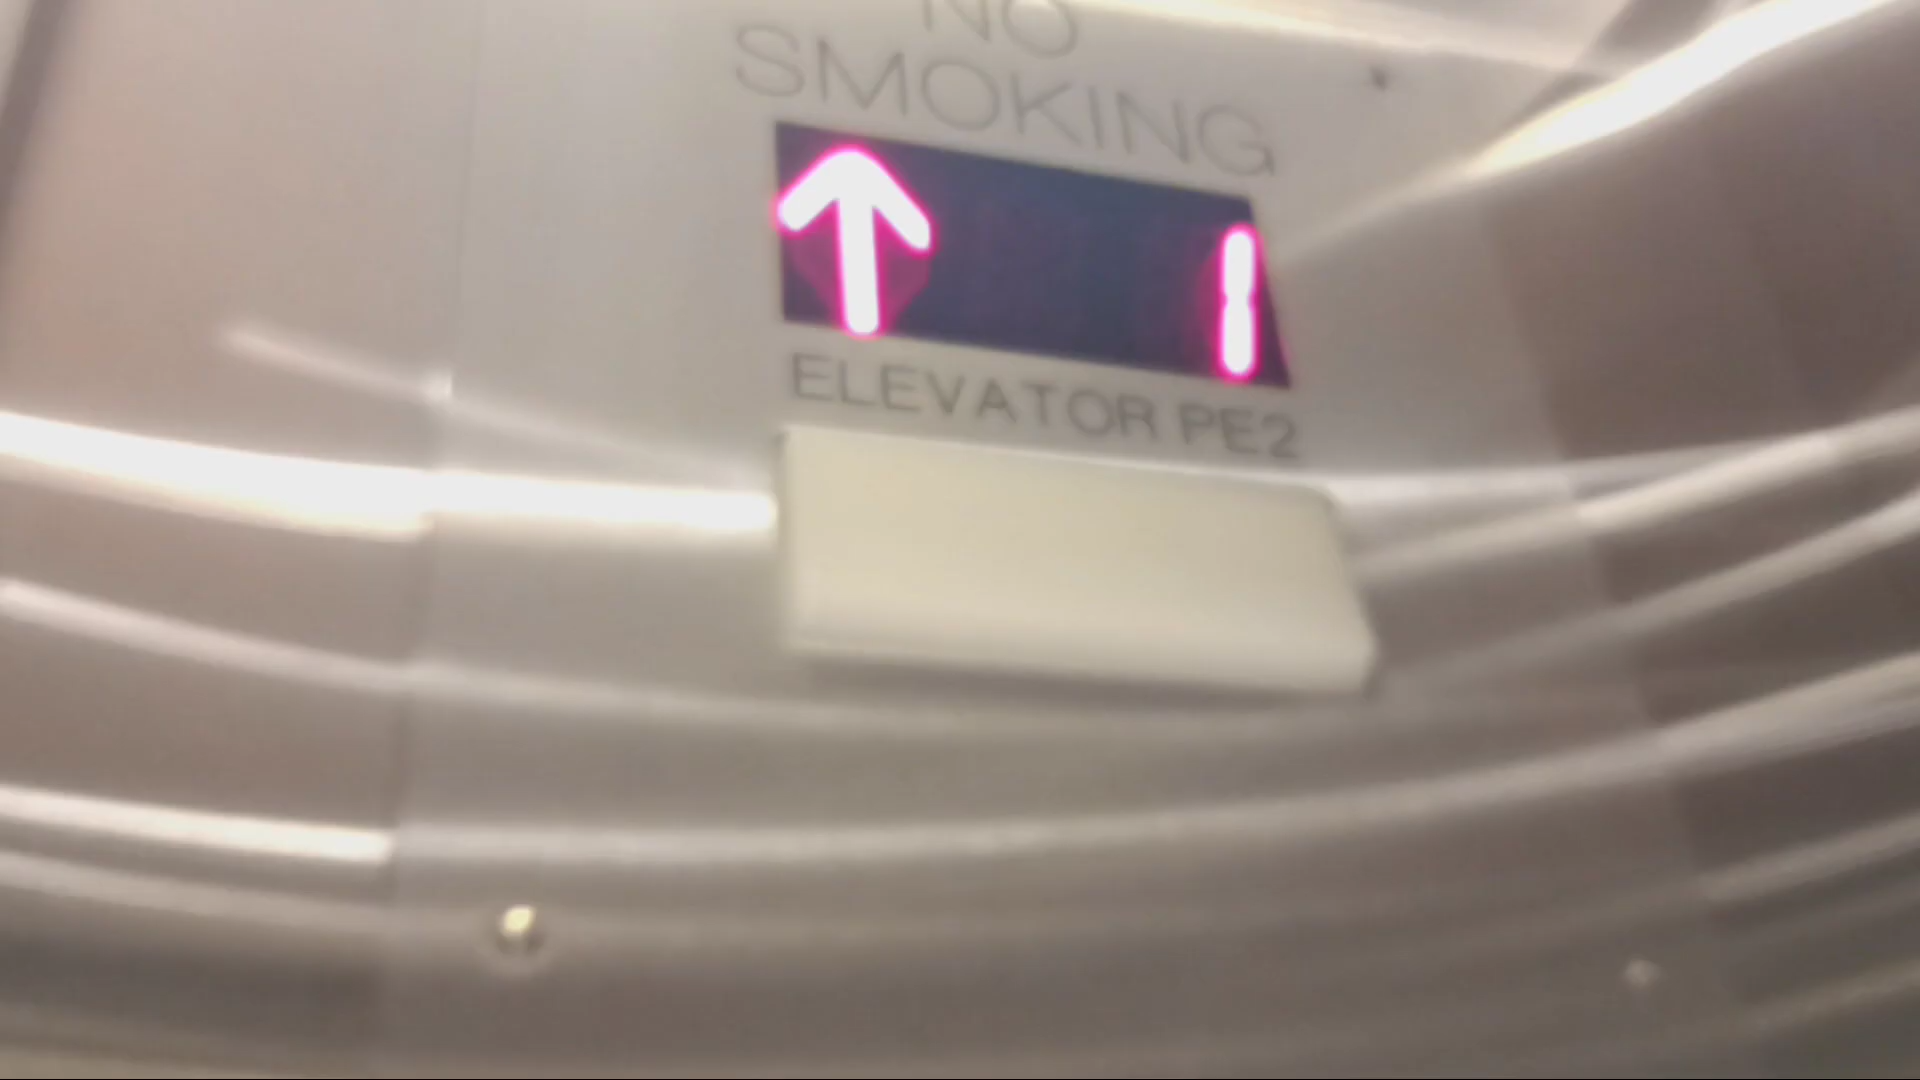 NO
SMOKING
↑ 1
ELEVATOR PE2